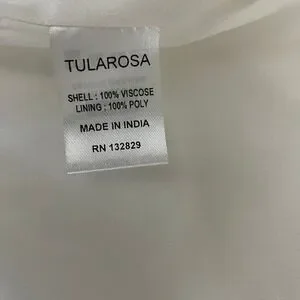 TULAROSA
SHELL : 100% VISCOSE
LINING : 100% POLY
MADE IN INDIA
RN 132829